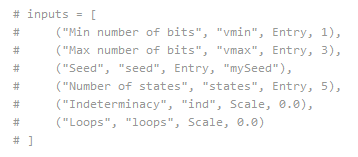 # inputs = [
#     ("Min number of bits", "vmin", Entry, 1),
#     ("Max number of bits", "vmax", Entry, 3),
#     ("Seed", "seed", Entry, "mySeed"),
#     ("Number of states", "states", Entry, 5),
#     ("Indeterminacy", "ind", Scale, 0.0),
#     ("Loops", "loops", Scale, 0.0)
# ]